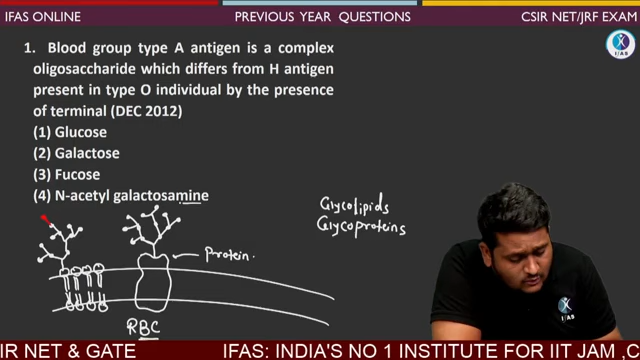 IFAS ONLINE PREVIOUS YEAR QUESTIONS CSIR NET/JRF EXAM
1. Blood group type A antigen is a complex
oligosaccharide which differs from H antigen
present in type O individual by the presence
of terminal (DEC 2012)
(1) Glucose
(2) Galactose
(3) Fucose
(4) N-acetyl galactosamine
IFAS
Glycolipids
Glycoproteins
Protein.
RBC
IFAS
IR NET & GATE IFAS: INDIA'S NO 1 INSTITUTE FOR IIT JAM, C